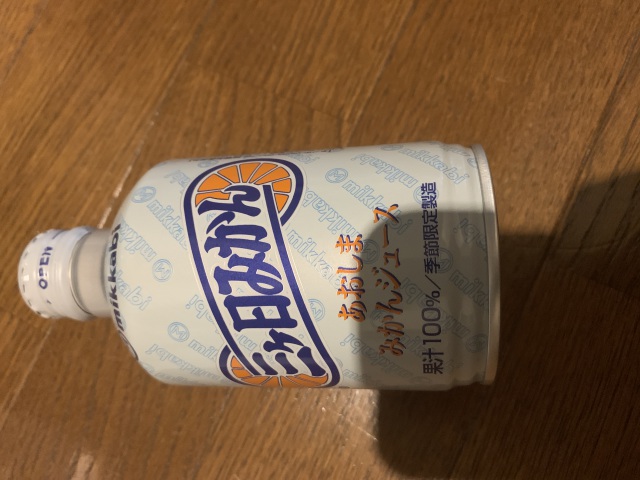 OPEN
mikkabi
三ヶ日みかん
あおしま
みかんジュース
果汁100%/季節限定製造